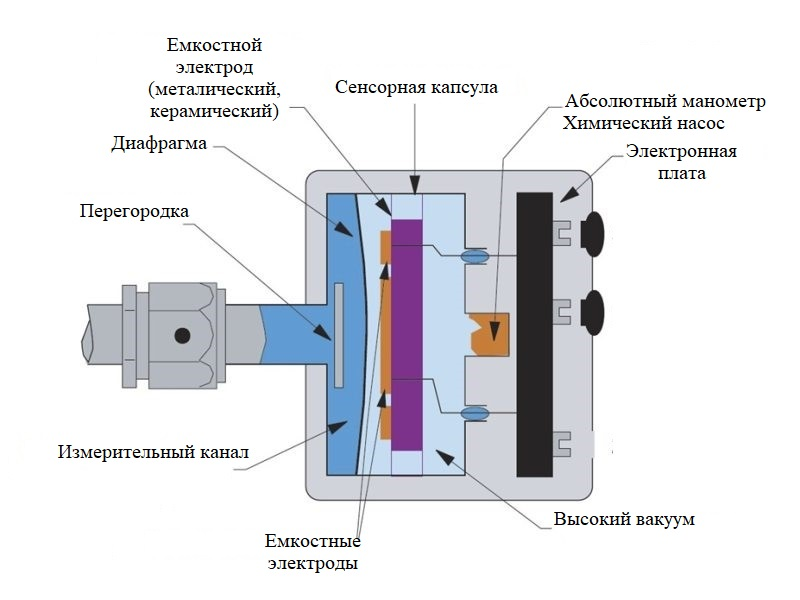 Емкостной
электрод
(металический,
керамический)
Сенсорная капсула
Абсолютный манометр
Химический насос
Диафрагма
Электронная
плата
Перегородка
Измерительный канал
Высокий вакуум
Емкостные
электроды